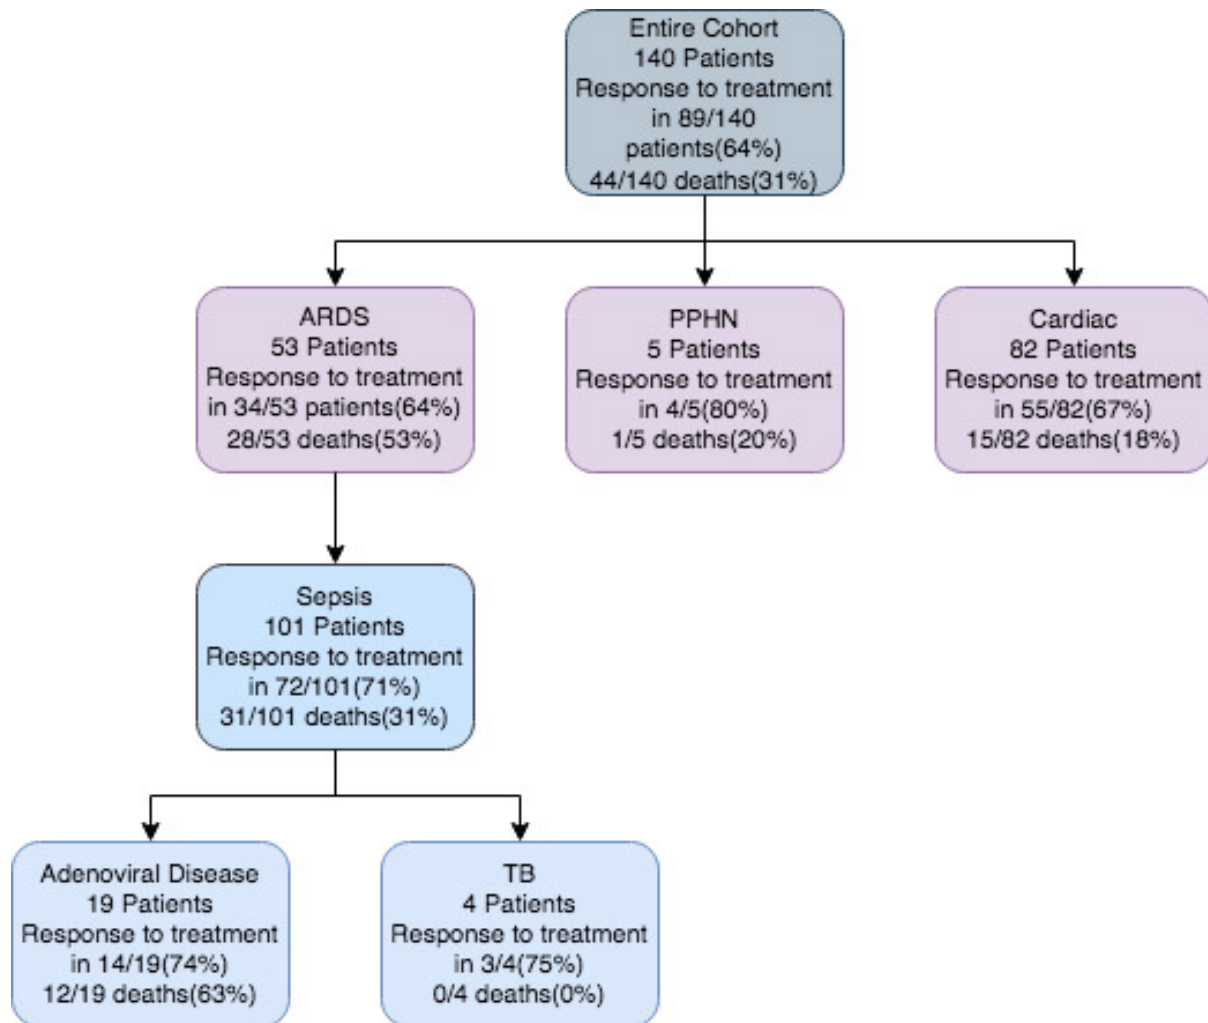 Entire Cohort
140 Patients
Response to treatment
in 89/140
patients(64%)
44/140 deaths(31%)
ARDS
53 Patients
Response to treatment
in 34/53 patients(64%)
28/53 deaths(53%)
PPHN
5 Patients
Response to treatment
in 4/5(80%)
1/5 deaths(20%)
Cardiac
82 Patients
Response to treatment
in 55/82(67%)
15/82 deaths(18%)
Sepsis
101 Patients
Response to treatment
in 72/101(71%)
31/101 deaths(31%)
Adenoviral Disease
19 Patients
Response to treatment
in 14/19(74%)
12/19 deaths(63%)
TB
4 Patients
Response to treatment
in 3/4(75%)
0/4 deaths(0%)